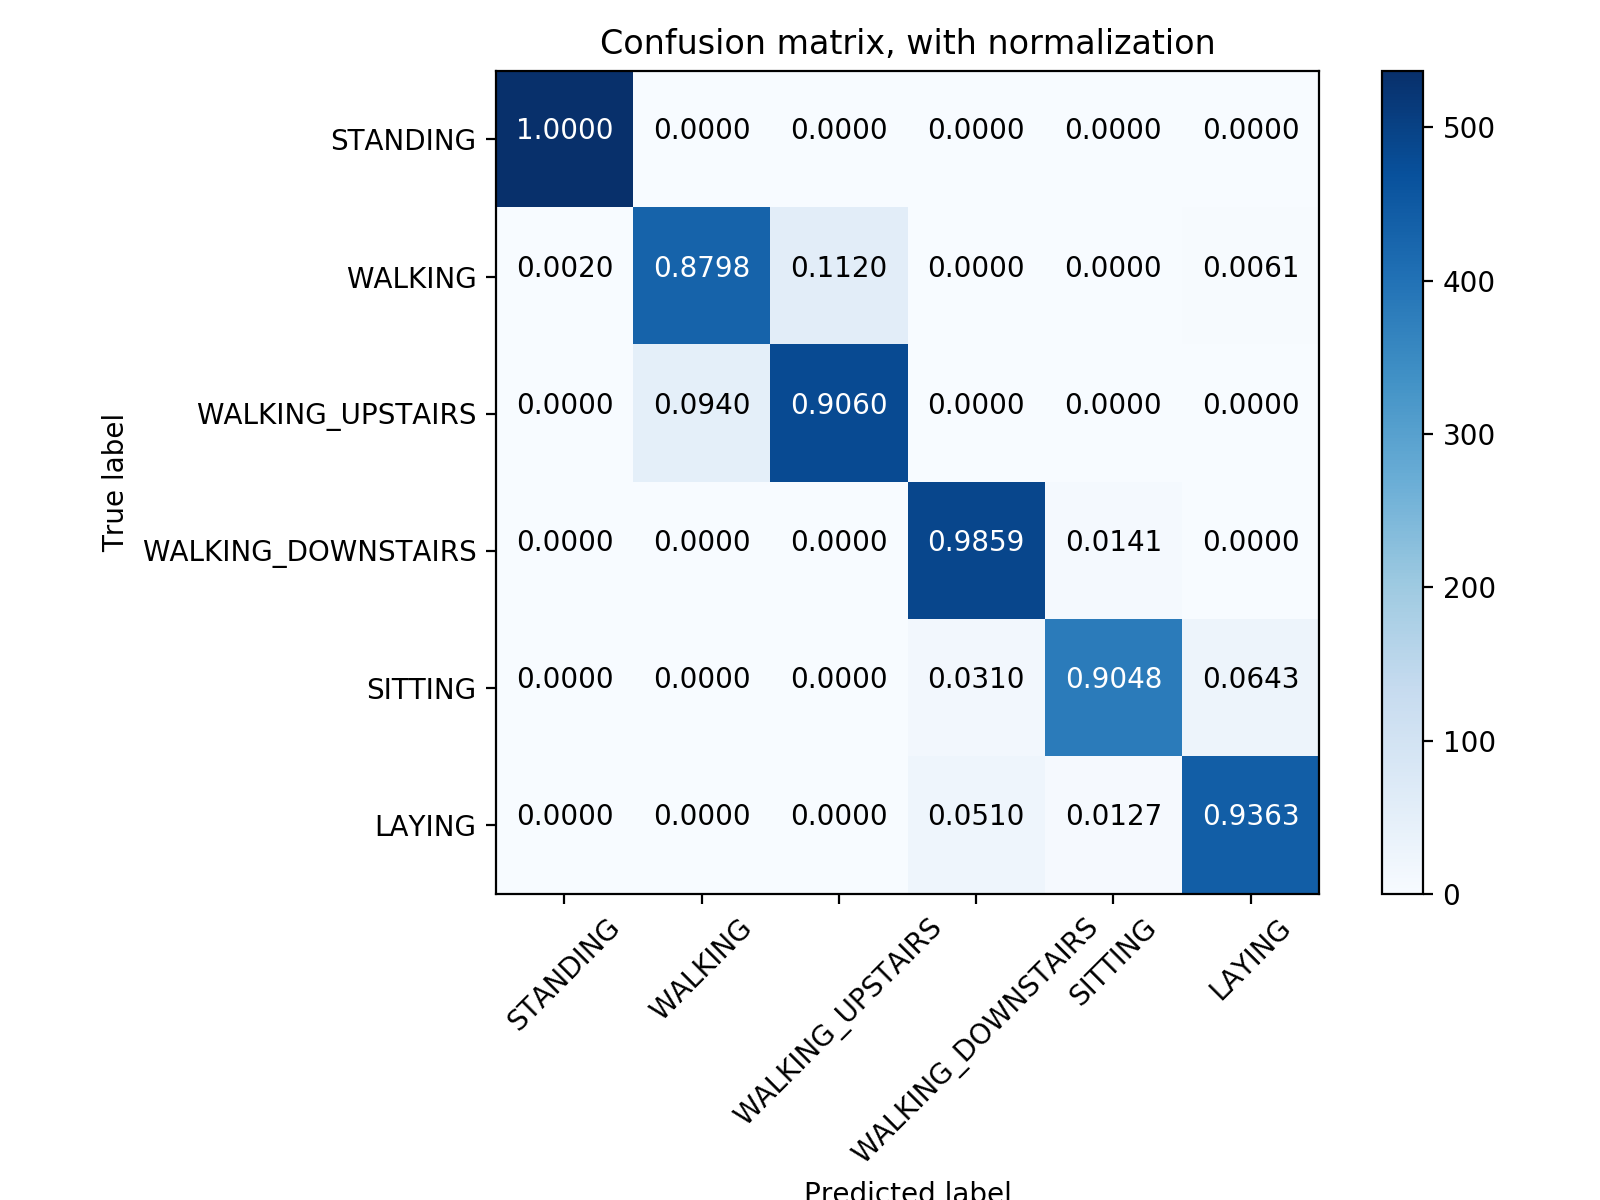 Confusion matrix, with normalization
STANDING 1.0000 0.0000 0.0000 0.0000 0.0000 0.0000
WALKING 0.0020 0.8798 0.1120 0.0000 0.0000 0.0061
WALKING_UPSTAIRS 0.0000 0.0940 0.9060 0.0000 0.0000 0.0000
WALKING_DOWNSTAIRS 0.0000 0.0000 0.0000 0.9859 0.0141 0.0000
SITTING 0.0000 0.0000 0.0000 0.0310 0.9048 0.0643
LAYING 0.0000 0.0000 0.0000 0.0510 0.0127 0.9363
True label
STANDING
WALKING
WALKING_UPSTAIRS
WALKING_DOWNSTAIRS
SITTING
LAYING
Predicted label
500
400
300
200
100
0